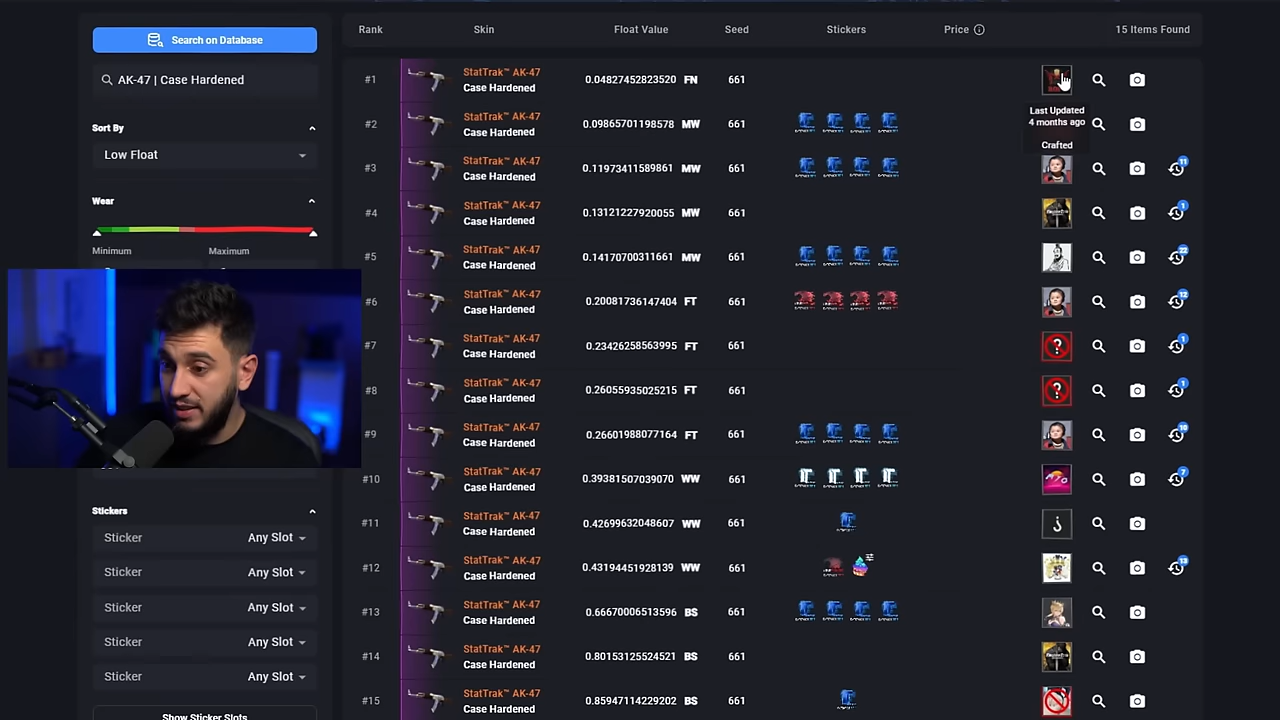 Search on Database
AK-47 | Case Hardened
Sort By
Low Float
Wear
Minimum Maximum
Stickers
Sticker Any Slot
Sticker Any Slot
Sticker Any Slot
Sticker Any Slot
Sticker Any Slot
Show Sticker Slots
Rank Skin Float Value Seed Stickers Price 15 Items Found
#1 StatTrak™ AK-47 Case Hardened 0.04827452823520 FN 661
Last Updated
4 months ago
Crafted
#2 StatTrak™ AK-47 Case Hardened 0.09865701198578 MW 661
#3 StatTrak™ AK-47 Case Hardened 0.11973411589861 MW 661 11
#4 StatTrak™ AK-47 Case Hardened 0.13121227920055 MW 661 1
#5 StatTrak™ AK-47 Case Hardened 0.14170700311661 MW 661 22
#6 StatTrak™ AK-47 Case Hardened 0.20081736147404 FT 661 12
#7 StatTrak™ AK-47 Case Hardened 0.23426258563995 FT 661 1
#8 StatTrak™ AK-47 Case Hardened 0.26055935025215 FT 661 1
#9 StatTrak™ AK-47 Case Hardened 0.26601988077164 FT 661 10
#10 StatTrak™ AK-47 Case Hardened 0.39381507039070 WW 661 7
#11 StatTrak™ AK-47 Case Hardened 0.42699632048607 WW 661
#12 StatTrak™ AK-47 Case Hardened 0.43194451928139 WW 661 13
#13 StatTrak™ AK-47 Case Hardened 0.66670006513596 BS 661
#14 StatTrak™ AK-47 Case Hardened 0.80153125524521 BS 661
#15 StatTrak™ AK-47 Case Hardened 0.85947114229202 BS 661